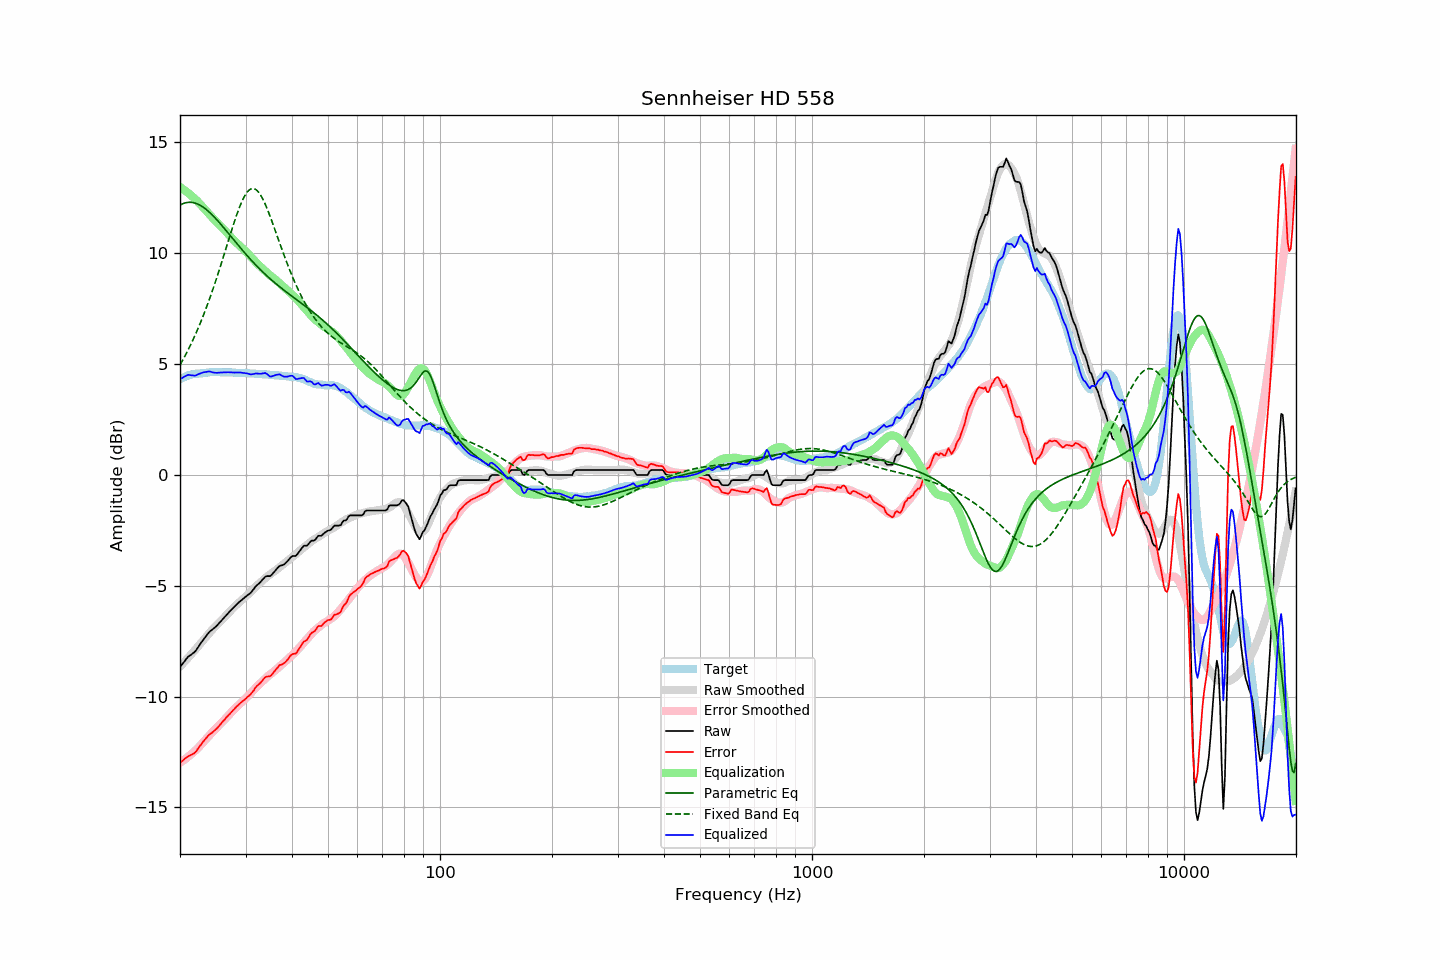 Sennheiser HD 558
15
10
5
0
−5
−10
−15
Amplitude (dBr)
Target
Raw Smoothed
Error Smoothed
Raw
Error
Equalization
Parametric Eq
Fixed Band Eq
Equalized
100
1000
10000
Frequency (Hz)